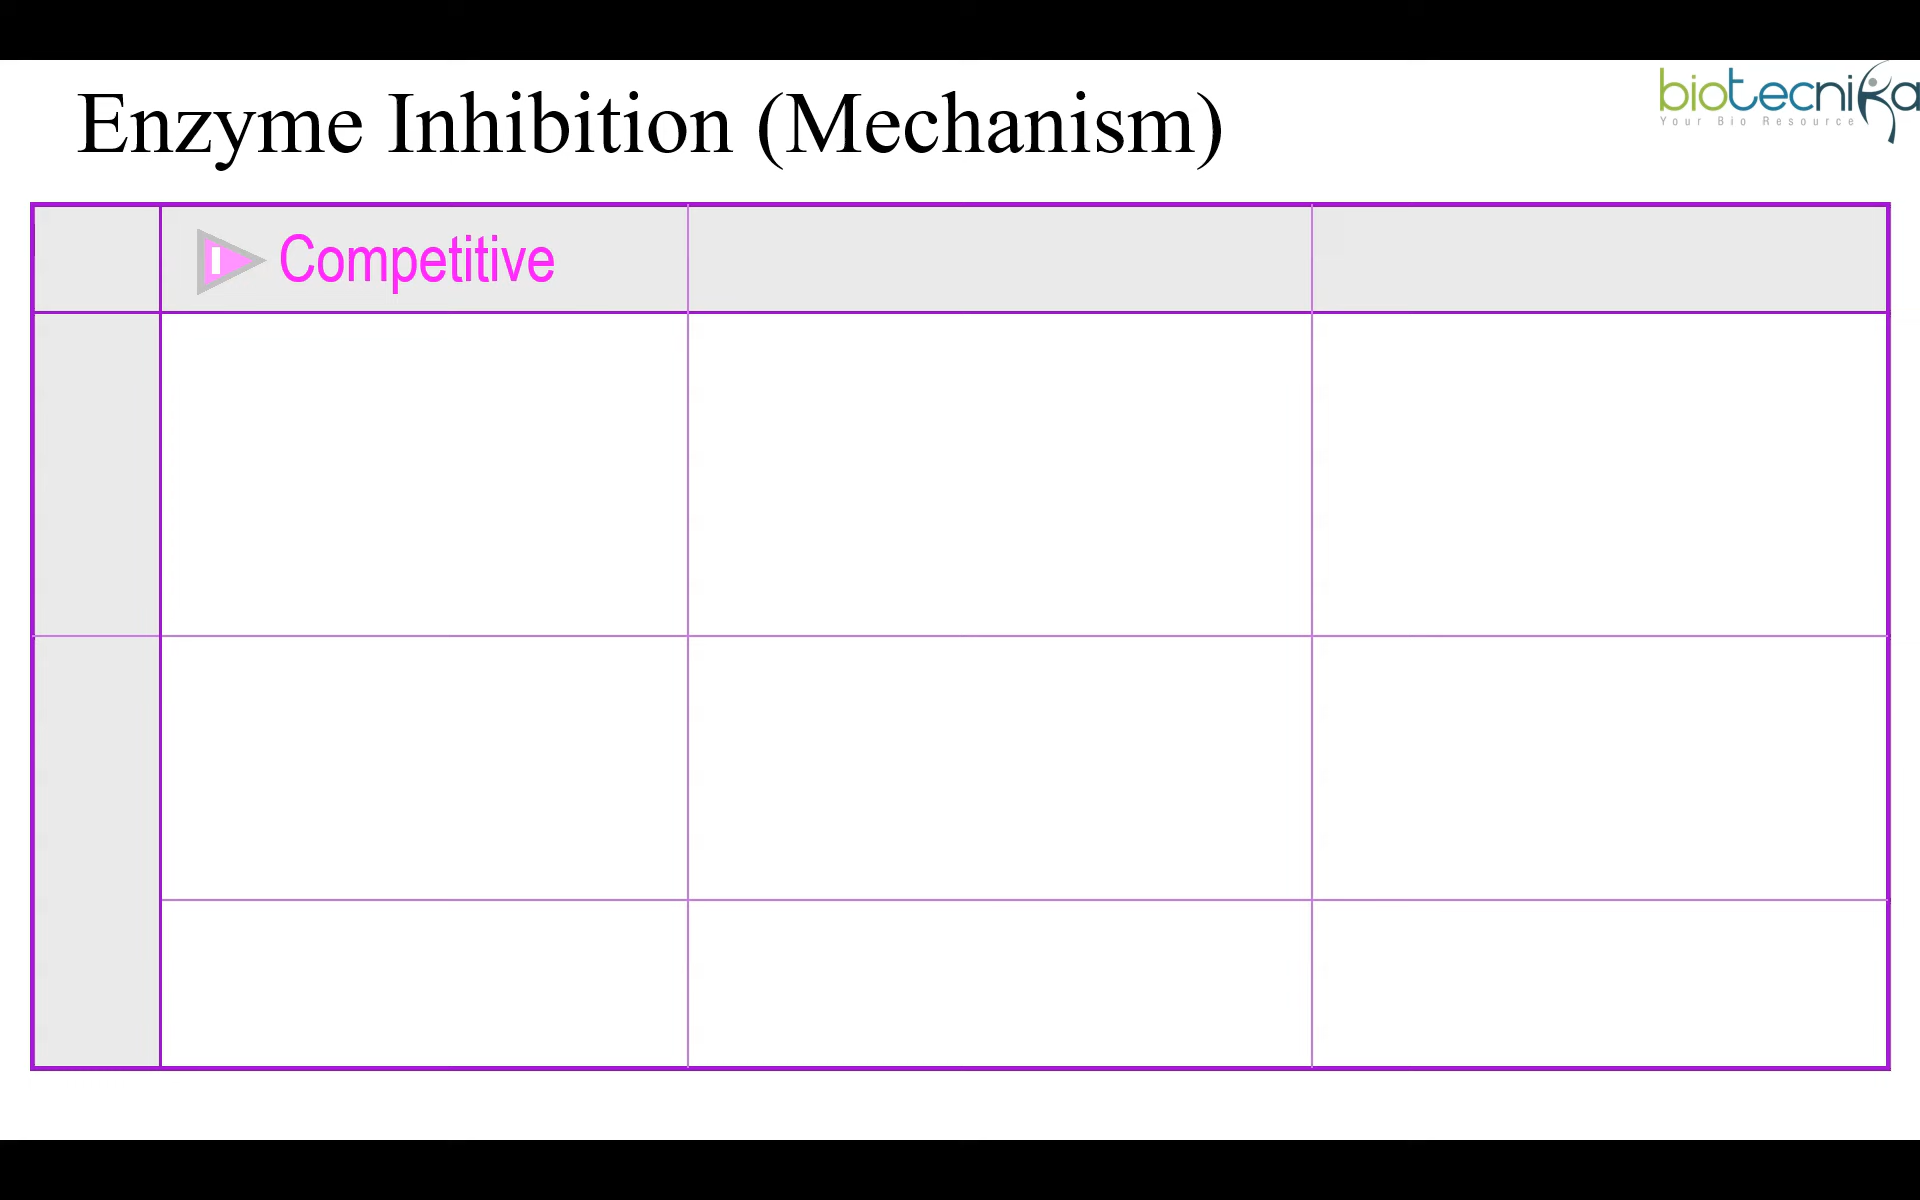 Enzyme Inhibition (Mechanism)
biotecnika
Your Bio Resource
I Competitive